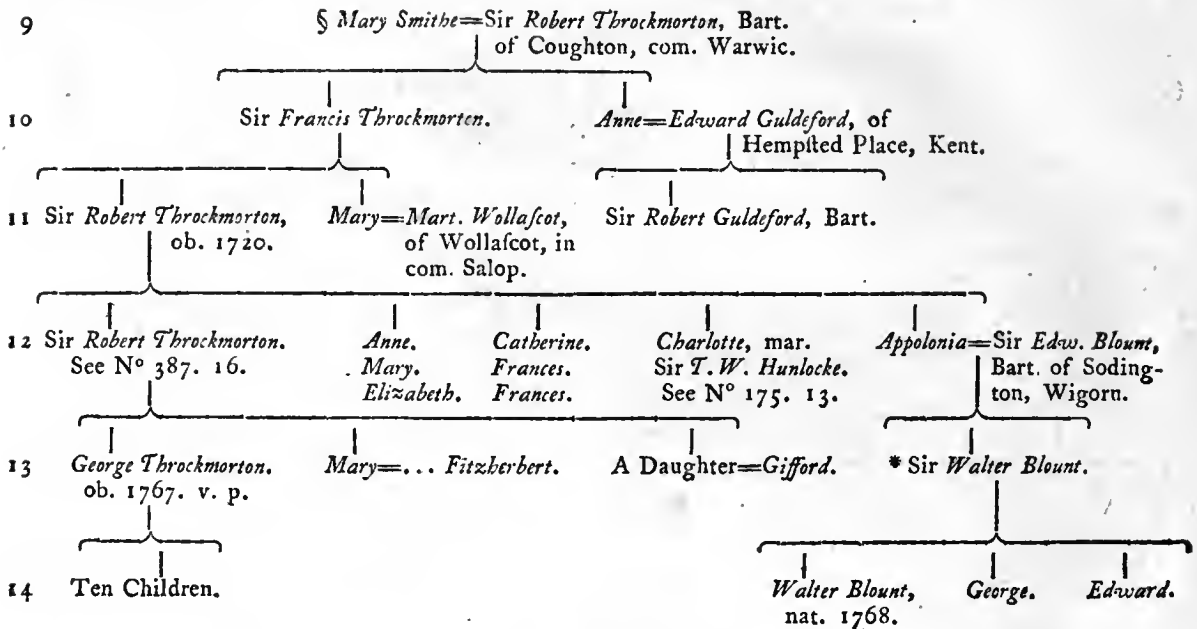 9 § Mary Smithe=Sir Robert Throckmorton, Bart.
of Coughton, com. Warwic.
10 Sir Francis Throckmorten. Anne=Edward Guldeford, of
Hempſted Place, Kent.
11 Sir Robert Throckmorton, Mary=Mart. Wollaſcot, Sir Robert Guldeford, Bart.
ob. 1720. of Wollaſcot, in
com. Salop.
12 Sir Robert Throckmorton. Anne. Catherine. Charlotte, mar. Appolonia=Sir Edw. Blount,
See Nº 387. 16. Mary. Frances. Sir T. W. Hunlocke. Bart. of Soding-
Elizabeth. Frances. See Nº 175. 13. ton, Wigorn.
13 George Throckmorton. Mary=... Fitzherbert. A Daughter=Gifford. * Sir Walter Blount.
ob. 1767. v. p.
14 Ten Children. Walter Blount, George. Edward.
nat. 1768.